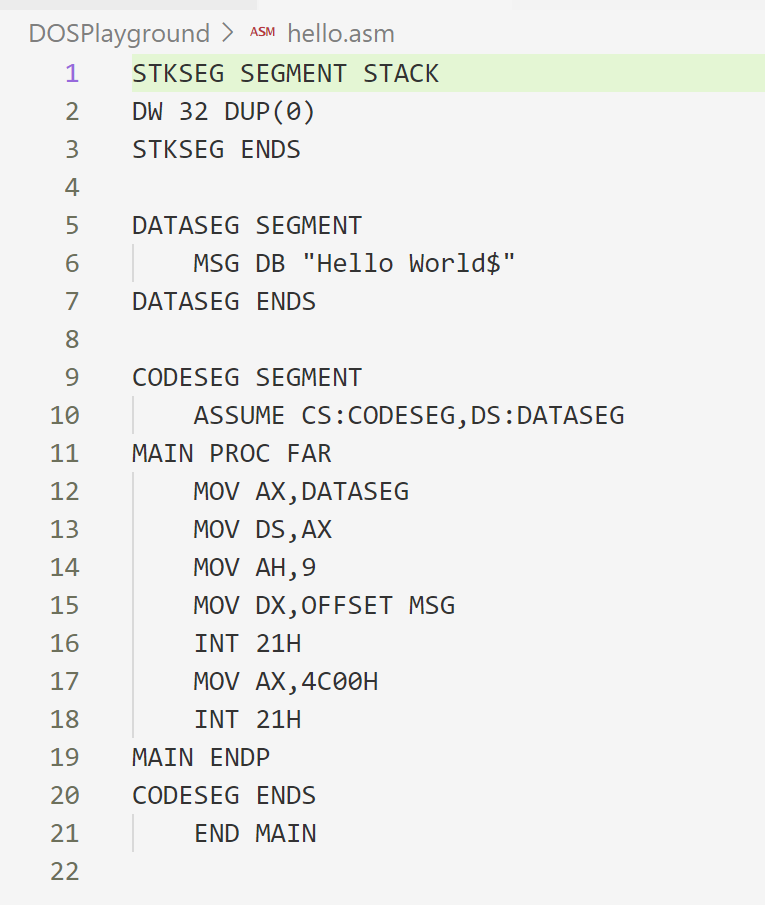 DOSPlayground > ASM hello.asm
1 STKSEG SEGMENT STACK
2 DW 32 DUP(0)
3 STKSEG ENDS
4
5 DATASEG SEGMENT
6     MSG DB "Hello World$"
7 DATASEG ENDS
8
9 CODESEG SEGMENT
10     ASSUME CS:CODESEG,DS:DATASEG
11 MAIN PROC FAR
12     MOV AX,DATASEG
13     MOV DS,AX
14     MOV AH,9
15     MOV DX,OFFSET MSG
16     INT 21H
17     MOV AX,4C00H
18     INT 21H
19 MAIN ENDP
20 CODESEG ENDS
21     END MAIN
22